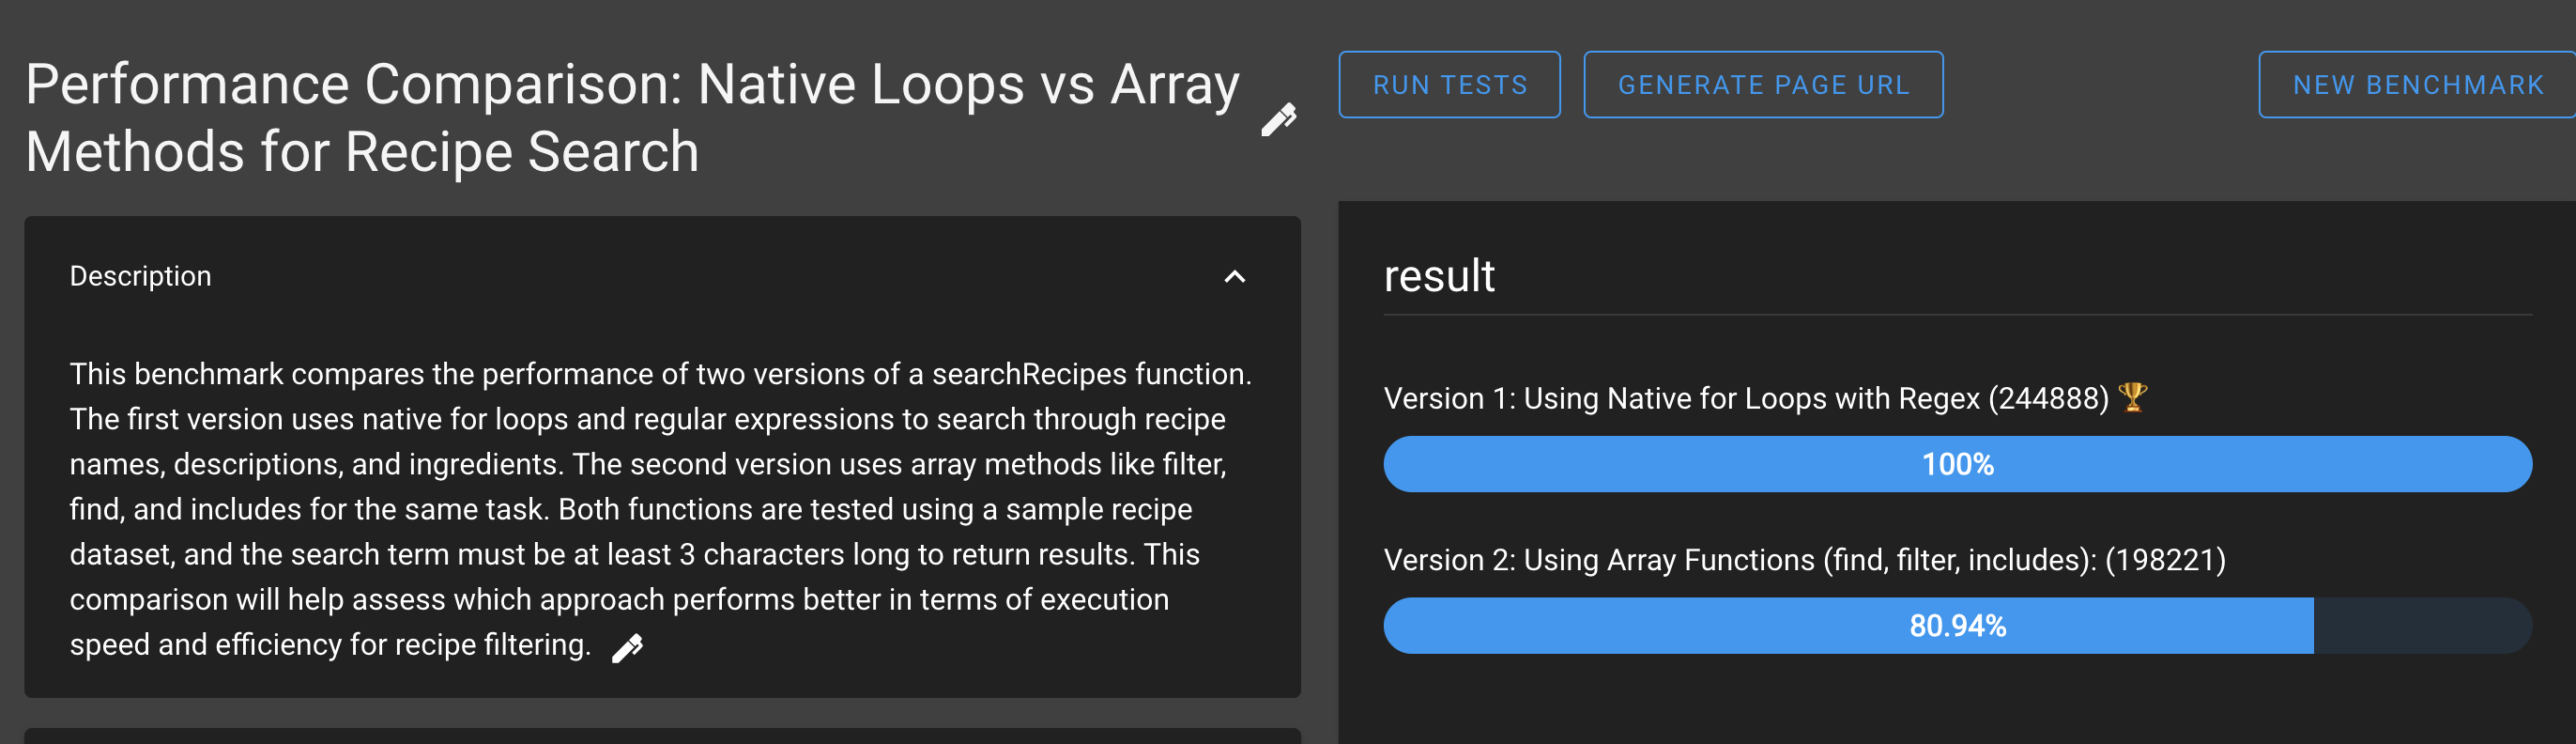 Performance Comparison: Native Loops vs Array
Methods for Recipe Search
RUN TESTS
GENERATE PAGE URL
NEW BENCHMARK
Description
This benchmark compares the performance of two versions of a searchRecipes function.
The first version uses native for loops and regular expressions to search through recipe
names, descriptions, and ingredients. The second version uses array methods like filter,
find, and includes for the same task. Both functions are tested using a sample recipe
dataset, and the search term must be at least 3 characters long to return results. This
comparison will help assess which approach performs better in terms of execution
speed and efficiency for recipe filtering.
result
Version 1: Using Native for Loops with Regex (244888) 🏆
100%
Version 2: Using Array Functions (find, filter, includes): (198221)
80.94%